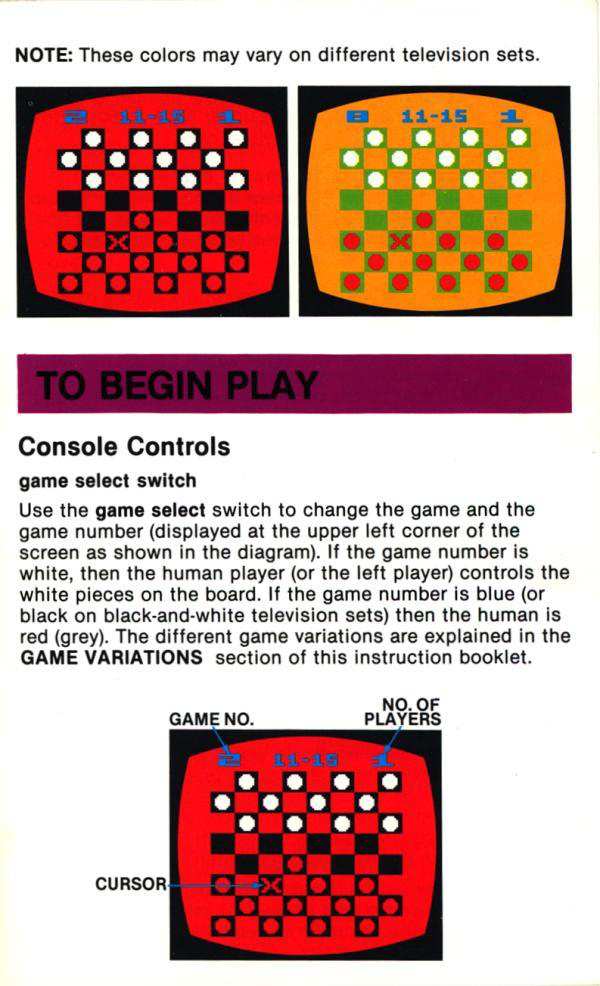 NOTE: These colors may vary on different television sets.
2 11-15 1
8 11-15 1
TO BEGIN PLAY
Console Controls
game select switch
Use the game select switch to change the game and the
game number (displayed at the upper left corner of the
screen as shown in the diagram). If the game number is
white, then the human player (or the left player) controls the
white pieces on the board. If the game number is blue (or
black on black-and-white television sets) then the human is
red (grey). The different game variations are explained in the
GAME VARIATIONS section of this instruction booklet.
GAME NO.
NO. OF
PLAYERS
2 11-15 1
CURSOR